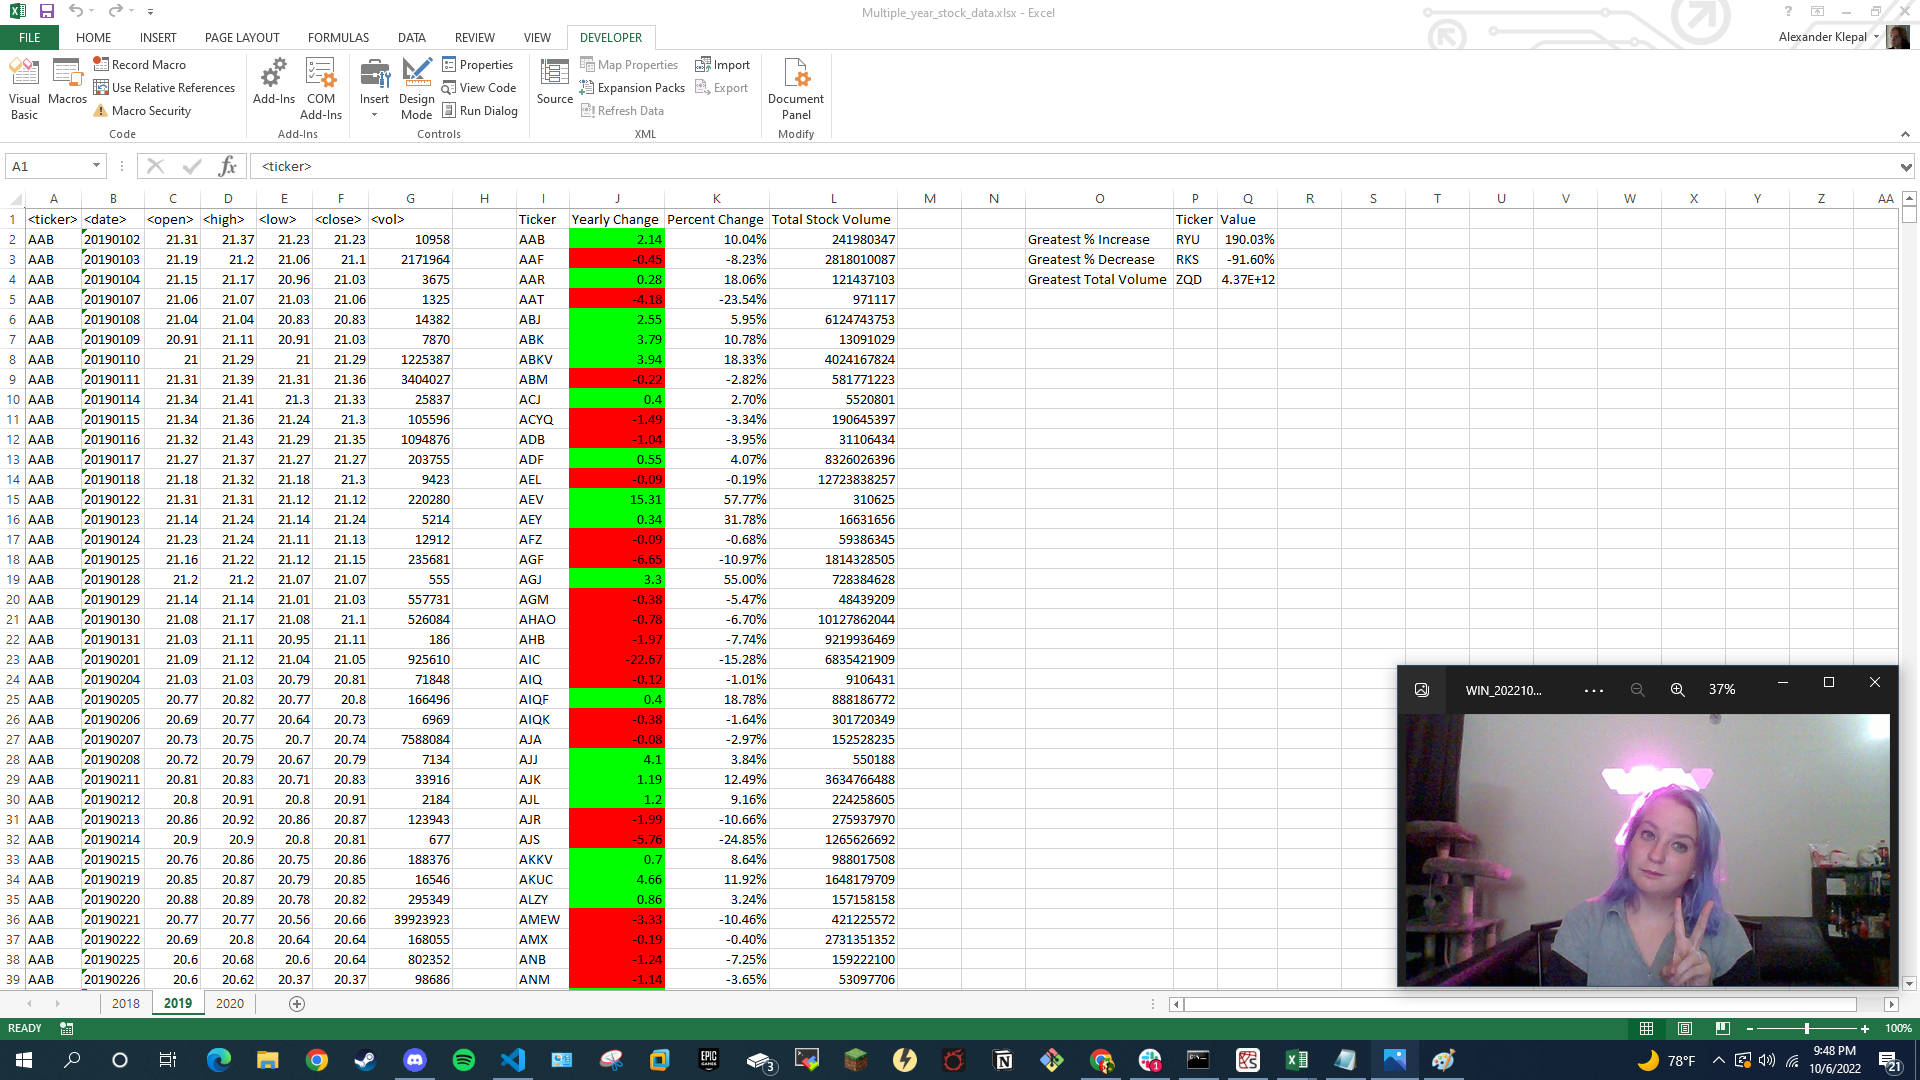 Multiple_year_stock_data.xlsx - Excel
FILE HOME INSERT PAGE LAYOUT FORMULAS DATA REVIEW VIEW DEVELOPER Alexander Klepal
Visual Basic Macros Record Macro Use Relative References Macro Security
Add-Ins COM Add-Ins
Insert Design Mode Properties View Code Run Dialog
Source Map Properties Expansion Packs Refresh Data Import Export
Document Panel
Code Add-Ins Controls XML Modify
A1 fx <ticker>
A B C D E F G H I J K L M N O P Q R S T U V W X Y Z AA
1 <ticker> <date> <open> <high> <low> <close> <vol> Ticker Yearly Change Percent Change Total Stock Volume Ticker Value
2 AAB 20190102 21.31 21.37 21.23 21.23 10958 AAB 2.14 10.04% 241980347 Greatest % Increase RYU 190.03%
3 AAB 20190103 21.19 21.2 21.06 21.1 2171964 AAF -0.45 -8.23% 2818010087 Greatest % Decrease RKS -91.60%
4 AAB 20190104 21.15 21.17 20.96 21.03 3675 AAR 0.28 18.06% 121437103 Greatest Total Volume ZQD 4.37E+12
5 AAB 20190107 21.06 21.07 21.03 21.06 1325 AAT -4.18 -23.54% 971117
6 AAB 20190108 21.04 21.04 20.83 20.83 14382 ABJ 2.55 5.95% 6124743753
7 AAB 20190109 20.91 21.11 20.91 21.03 7870 ABK 3.79 10.78% 13091029
8 AAB 20190110 21 21.29 21 21.29 1225387 ABKV 3.94 18.33% 4024167824
9 AAB 20190111 21.31 21.39 21.31 21.36 3404027 ABM -0.22 -2.82% 581771223
10 AAB 20190114 21.34 21.41 21.3 21.33 25837 ACJ 0.4 2.70% 5520801
11 AAB 20190115 21.34 21.36 21.24 21.3 105596 ACYQ -1.49 -3.34% 190645397
12 AAB 20190116 21.32 21.43 21.29 21.35 1094876 ADB -1.04 -3.95% 31106434
13 AAB 20190117 21.27 21.37 21.27 21.27 203755 ADF 0.55 4.07% 8326026396
14 AAB 20190118 21.18 21.32 21.18 21.3 9423 AEL -0.09 -0.19% 12723838257
15 AAB 20190122 21.31 21.31 21.12 21.12 220280 AEV 15.31 57.77% 310625
16 AAB 20190123 21.14 21.24 21.14 21.24 5214 AEY 0.34 31.78% 16631656
17 AAB 20190124 21.23 21.24 21.11 21.13 12912 AFZ -0.09 -0.68% 59386345
18 AAB 20190125 21.16 21.22 21.12 21.15 235681 AGF -6.65 -10.97% 1814328505
19 AAB 20190128 21.2 21.2 21.07 21.07 555 AGJ 3.3 55.00% 728384628
20 AAB 20190129 21.14 21.14 21.01 21.03 557731 AGM -0.38 -5.47% 48439209
21 AAB 20190130 21.08 21.17 21.08 21.1 526084 AHAO -0.78 -6.70% 10127862044
22 AAB 20190131 21.03 21.11 20.95 21.11 186 AHB -1.97 -7.74% 9219936469
23 AAB 20190201 21.09 21.12 21.04 21.05 925610 AIC -22.67 -15.28% 6835421909
24 AAB 20190204 21.03 21.03 20.79 20.81 71848 AIQ -0.12 -1.01% 9106431
25 AAB 20190205 20.77 20.82 20.77 20.8 166496 AIQF 0.4 18.78% 888186772
26 AAB 20190206 20.69 20.77 20.64 20.73 6969 AIQK -0.38 -1.64% 301720349
27 AAB 20190207 20.73 20.75 20.7 20.74 7588084 AJA -0.08 -2.97% 152528235
28 AAB 20190208 20.72 20.79 20.67 20.79 7134 AJJ 4.1 3.84% 550188
29 AAB 20190211 20.81 20.83 20.71 20.83 33916 AJK 1.19 12.49% 3634766488
30 AAB 20190212 20.8 20.91 20.8 20.91 2184 AJL 1.2 9.16% 224258605
31 AAB 20190213 20.86 20.92 20.86 20.87 123943 AJR -1.99 -10.66% 275937970
32 AAB 20190214 20.9 20.9 20.8 20.81 677 AJS -5.76 -24.85% 1265626692
33 AAB 20190215 20.76 20.86 20.75 20.86 188376 AKKV 0.7 8.64% 988017508
34 AAB 20190219 20.85 20.87 20.79 20.85 16546 AKUC 4.66 11.92% 1648179709
35 AAB 20190220 20.88 20.89 20.78 20.82 295349 ALZY 0.86 3.24% 157158158
36 AAB 20190221 20.77 20.77 20.56 20.66 39923923 AMEW -3.33 -10.46% 421225572
37 AAB 20190222 20.69 20.8 20.64 20.64 168055 AMX -0.19 -0.40% 2731351352
38 AAB 20190225 20.6 20.68 20.6 20.64 802352 ANB -1.24 -7.25% 159222100
39 AAB 20190226 20.6 20.62 20.37 20.37 98686 ANM -1.14 -3.65% 53097706
WIN_202210... 37%
2018 2019 2020
READY 100%
EPIC GAMES 3 1 78°F 9:48 PM
10/6/2022 21